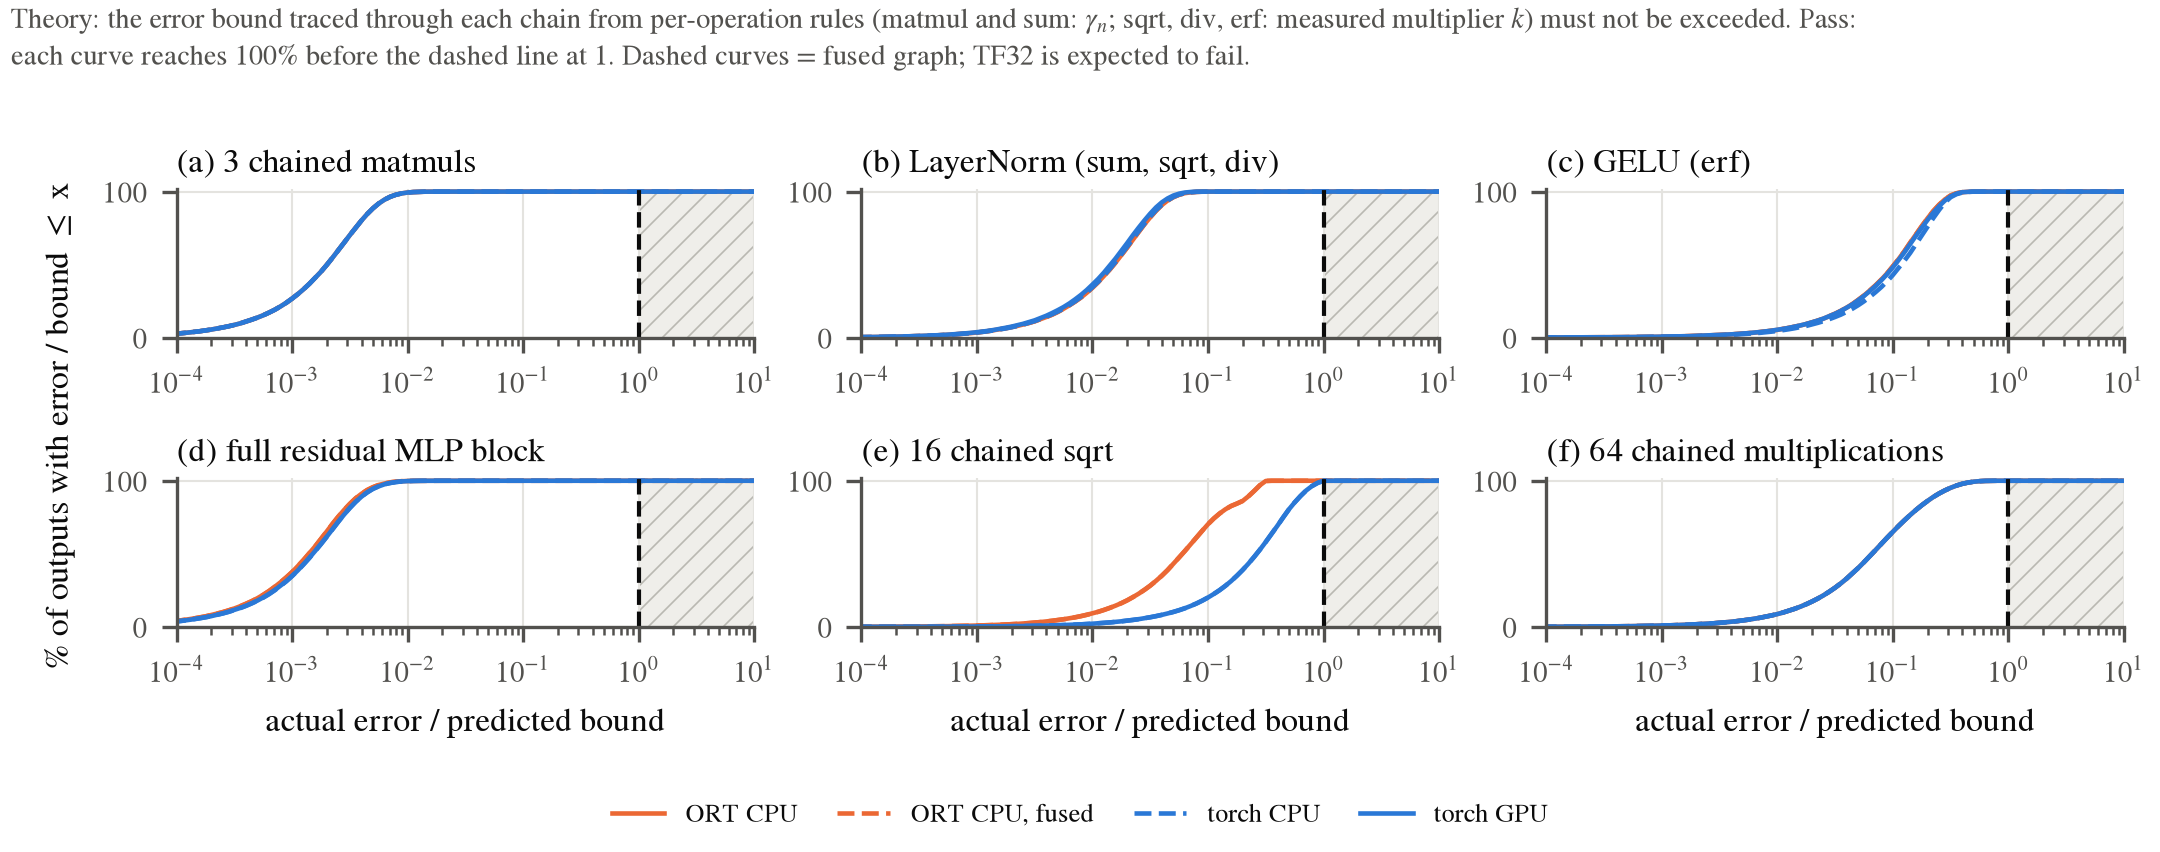 Theory: the error bound traced through each chain from per-operation rules (matmul and sum: γₙ; sqrt, div, erf: measured multiplier k) must not be exceeded. Pass:
each curve reaches 100% before the dashed line at 1. Dashed curves = fused graph; TF32 is expected to fail.
% of outputs with error / bound ≤ x
(a) 3 chained matmuls
100
0
10⁻⁴ 10⁻³ 10⁻² 10⁻¹ 10⁰ 10¹
(b) LayerNorm (sum, sqrt, div)
100
0
10⁻⁴ 10⁻³ 10⁻² 10⁻¹ 10⁰ 10¹
(c) GELU (erf)
100
0
10⁻⁴ 10⁻³ 10⁻² 10⁻¹ 10⁰ 10¹
(d) full residual MLP block
100
0
10⁻⁴ 10⁻³ 10⁻² 10⁻¹ 10⁰ 10¹
actual error / predicted bound
(e) 16 chained sqrt
100
0
10⁻⁴ 10⁻³ 10⁻² 10⁻¹ 10⁰ 10¹
actual error / predicted bound
(f) 64 chained multiplications
100
0
10⁻⁴ 10⁻³ 10⁻² 10⁻¹ 10⁰ 10¹
actual error / predicted bound
ORT CPU
ORT CPU, fused
torch CPU
torch GPU